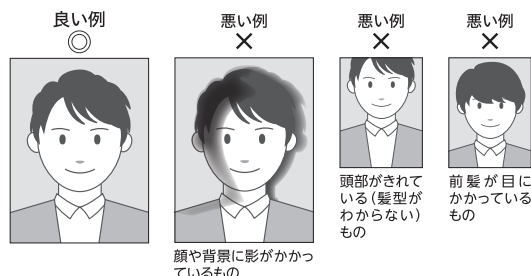 良い例
◎
悪い例
×
顔や背景に影がかかっ
ているもの
悪い例
×
頭部がきれて
いる(髪型が
わからない)
もの
悪い例
×
前髪が目に
かかっている
もの